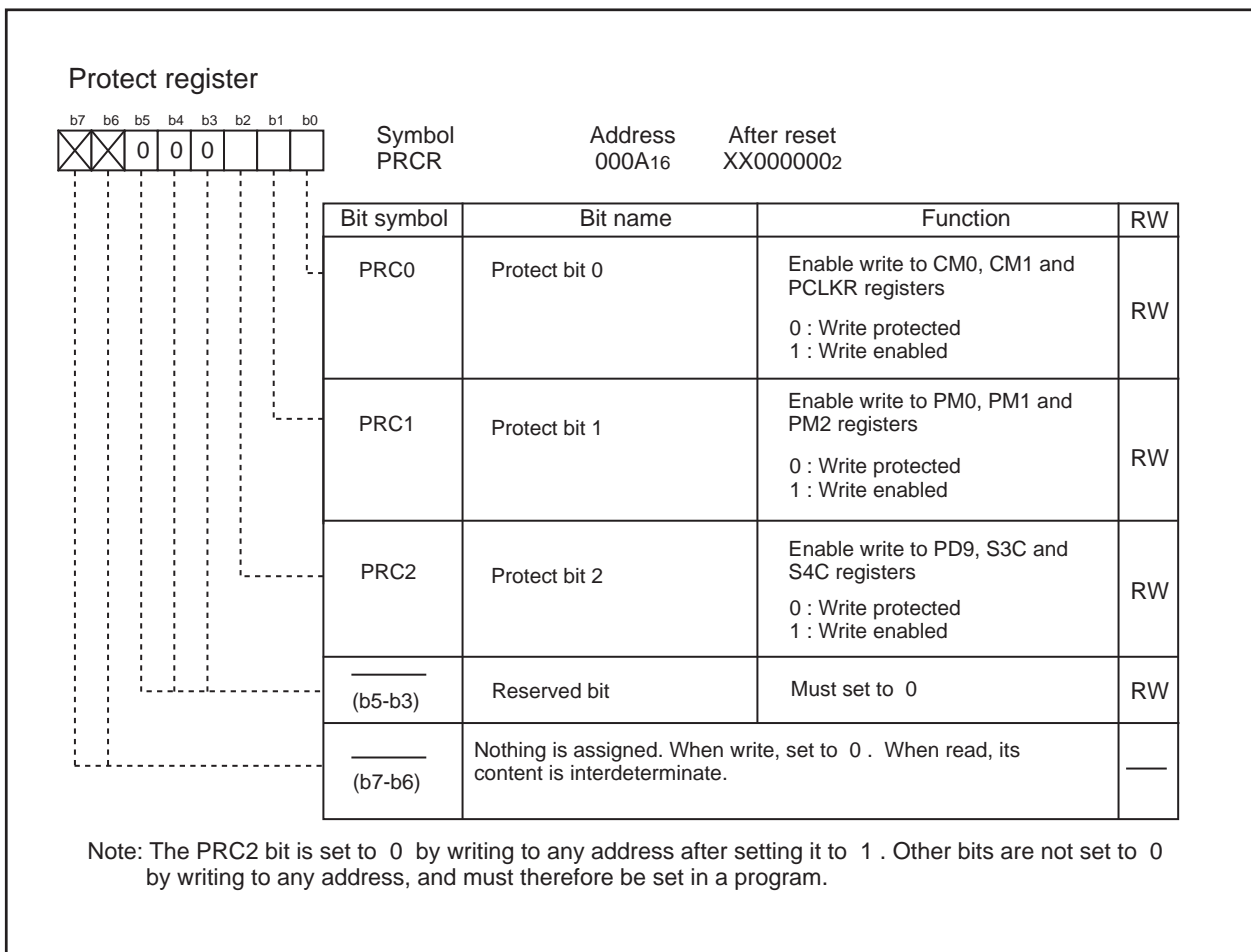 Protect register
b7 b6 b5 b4 b3 b2 b1 b0
0 0 0
Symbol Address After reset
PRCR 000A16 XX0000002
Bit symbol Bit name Function RW
PRC0 Protect bit 0 Enable write to CM0, CM1 and
PCLKR registers
0 : Write protected
1 : Write enabled
RW
PRC1 Protect bit 1 Enable write to PM0, PM1 and
PM2 registers
0 : Write protected
1 : Write enabled
RW
PRC2 Protect bit 2 Enable write to PD9, S3C and
S4C registers
0 : Write protected
1 : Write enabled
RW
(b5-b3) Reserved bit Must set to 0 RW
(b7-b6) Nothing is assigned. When write, set to 0 . When read, its
content is interdeterminate.
Note: The PRC2 bit is set to 0 by writing to any address after setting it to 1 . Other bits are not set to 0
by writing to any address, and must therefore be set in a program.